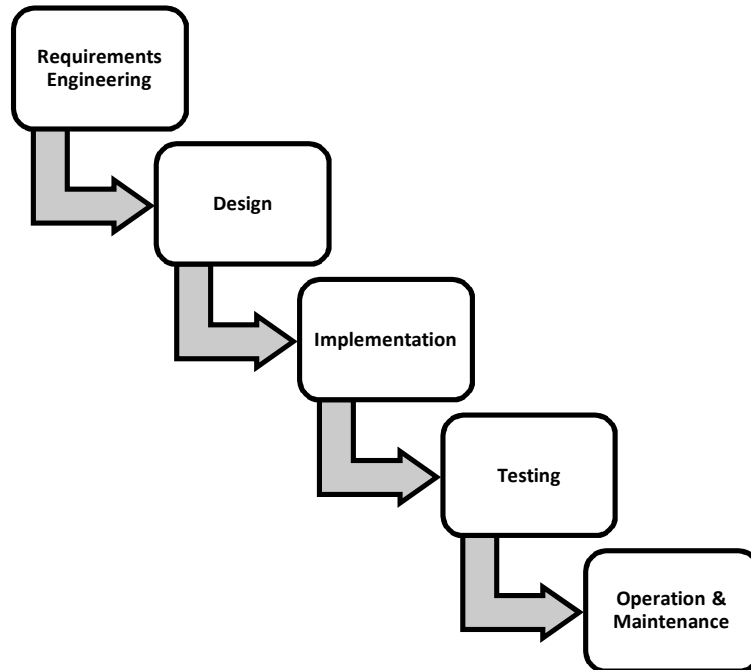 Requirements
Engineering
Design
Implementation
Testing
Operation &
Maintenance